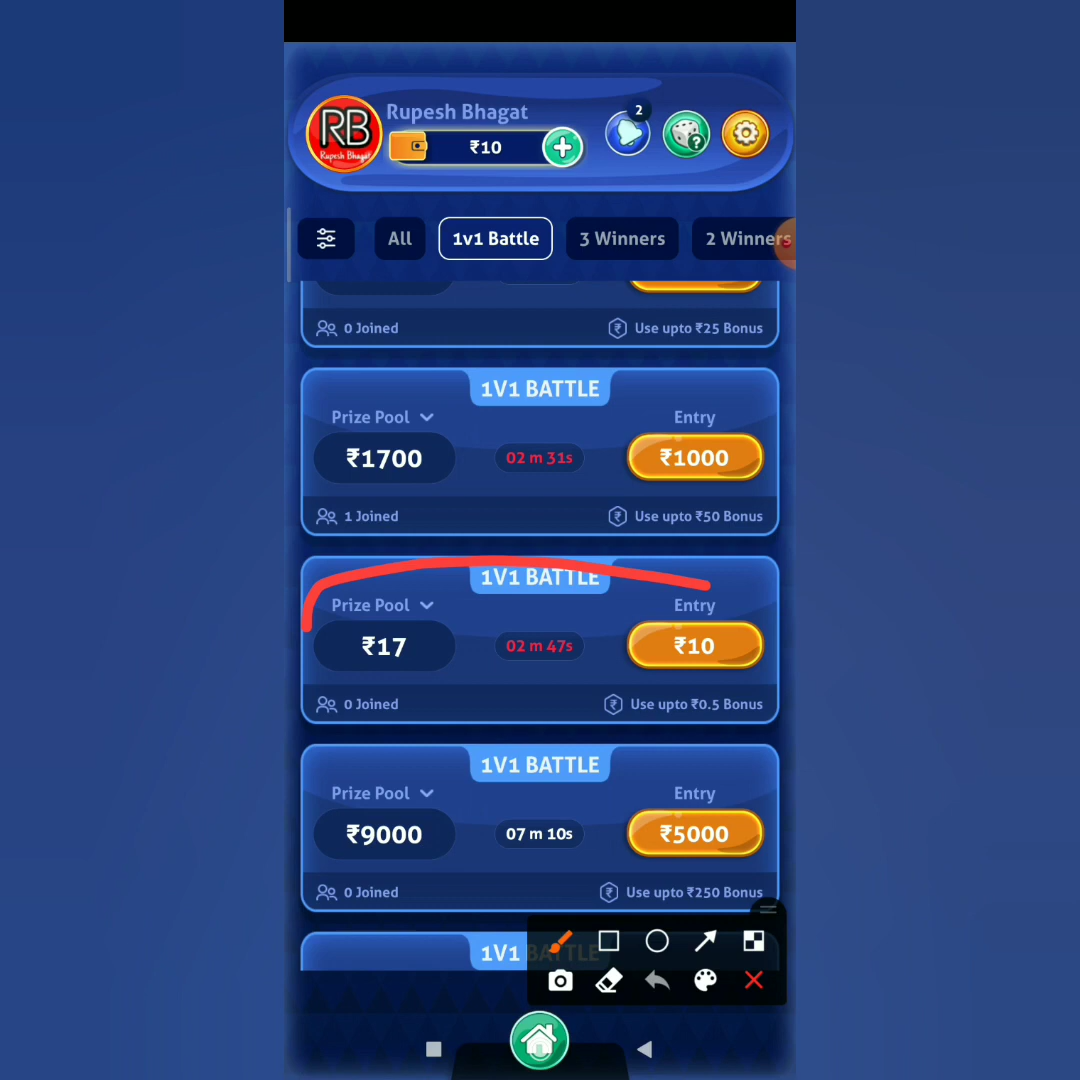 RB
Rupesh Bhagat
Rupesh Bhagat
₹10
2
?
All
1v1 Battle
3 Winners
2 Winners
0 Joined
Use upto ₹25 Bonus
1V1 BATTLE
Prize Pool
Entry
₹1700
02 m 31s
₹1000
1 Joined
Use upto ₹50 Bonus
1V1 BATTLE
Prize Pool
Entry
₹17
02 m 47s
₹10
0 Joined
Use upto ₹0.5 Bonus
1V1 BATTLE
Prize Pool
Entry
₹9000
07 m 10s
₹5000
0 Joined
Use upto ₹250 Bonus
1V1 BATTLE